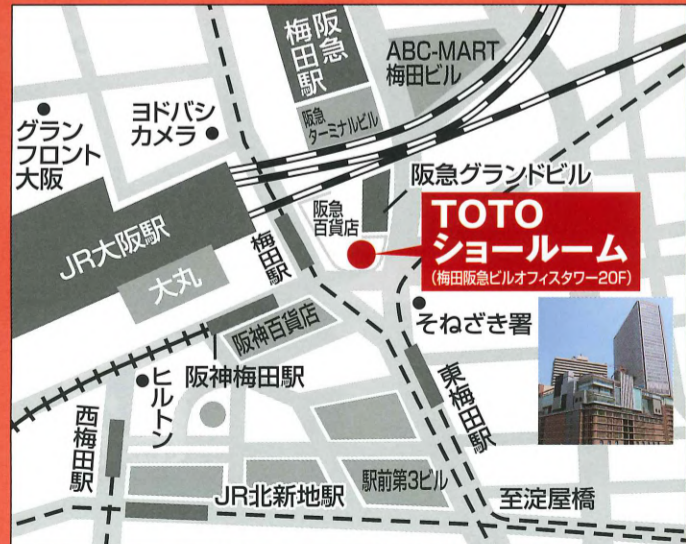 阪急
梅田駅
ABC-MART
梅田ビル
グラン
フロント
大阪
ヨドバシ
カメラ
阪急
ターミナルビル
阪急グランドビル
阪急
百貨店
TOTO
ショールーム
(梅田阪急ビルオフィスタワー20F)
JR大阪駅
梅田駅
大丸
そねざき署
阪神百貨店
阪神梅田駅
ヒルトン
東梅田駅
西梅田駅
駅前第3ビル
JR北新地駅
至淀屋橋